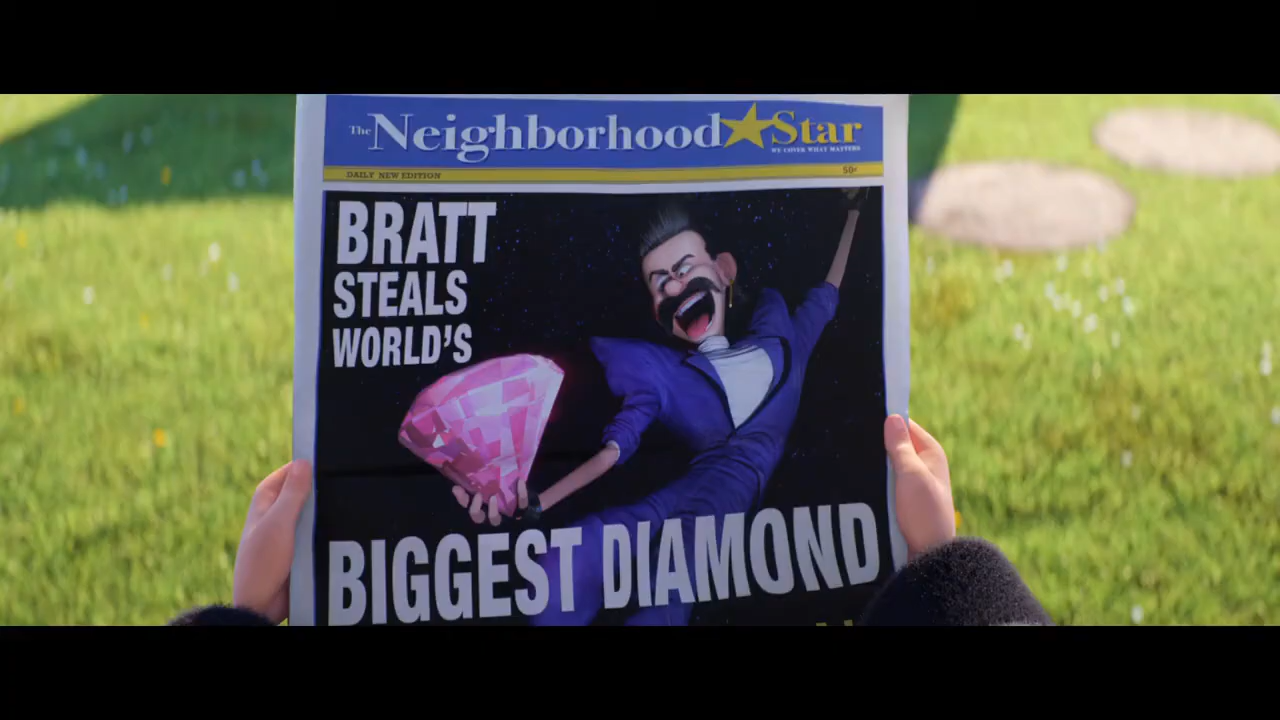 The Neighborhood Star
WE COVER WHAT MATTERS
DAILY NEW EDITION 50¢
BRATT
STEALS
WORLD'S
BIGGEST DIAMOND